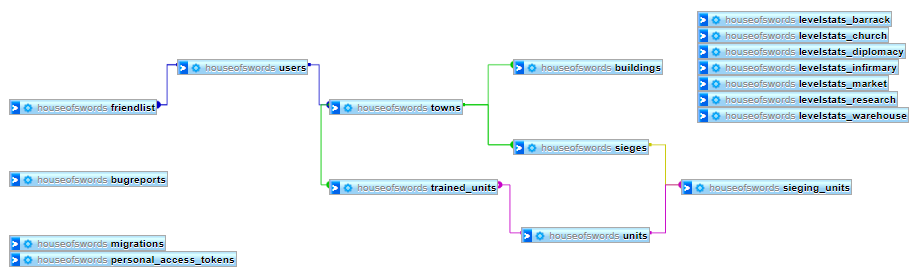 houseofswords levelstats_barrack
houseofswords levelstats_church
houseofswords levelstats_diplomacy
houseofswords levelstats_infirmary
houseofswords levelstats_market
houseofswords levelstats_research
houseofswords levelstats_warehouse
houseofswords users
houseofswords buildings
houseofswords friendlist
houseofswords towns
houseofswords sieges
houseofswords bugreports
houseofswords trained_units
houseofswords sieging_units
houseofswords units
houseofswords migrations
houseofswords personal_access_tokens